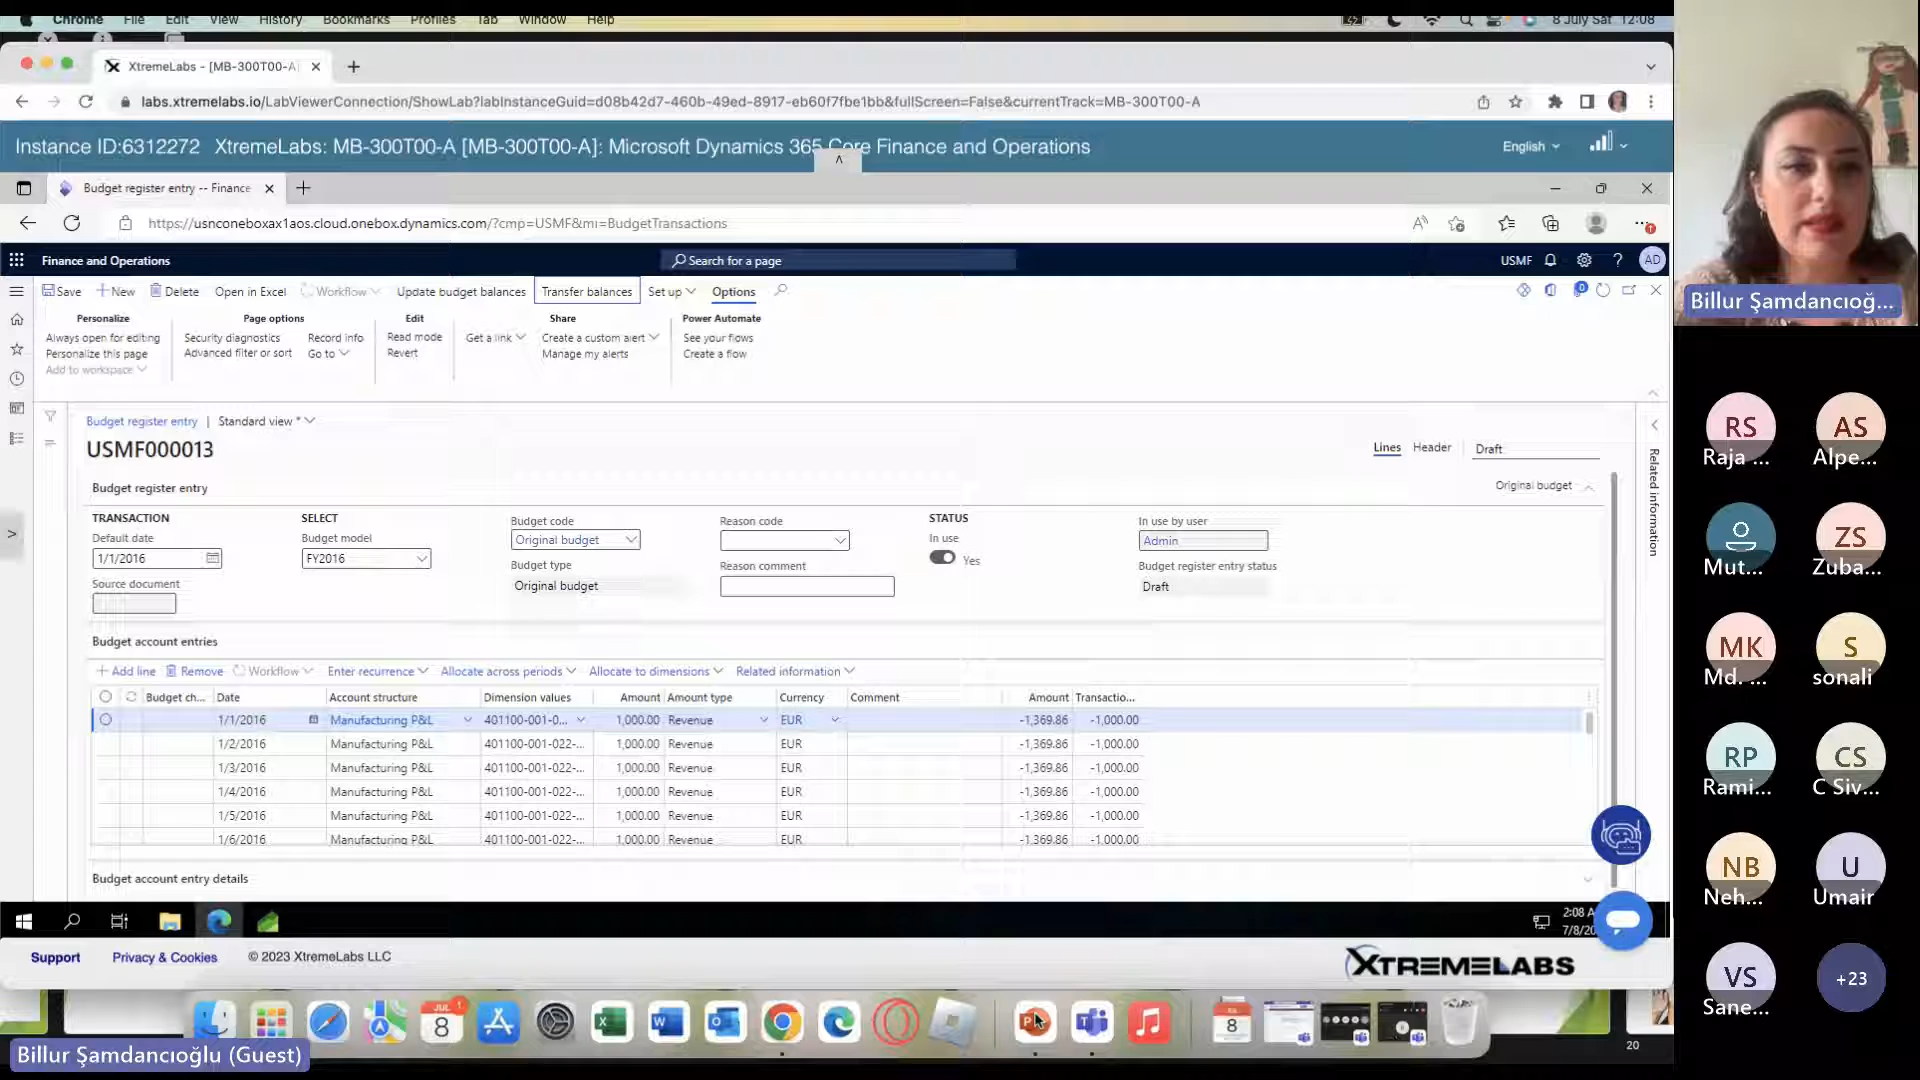 Chrome File Edit View History Bookmarks Profiles Tab Window Help 8 July Sat 12:08
XtremeLabs - [MB-300T00-A]
labs.xtremelabs.io/LabViewerConnection/ShowLab?labInstanceGuid=d08b42d7-460b-49ed-8917-eb60f7fbe1bb&fullScreen=False&currentTrack=MB-300T00-A
Instance ID:6312272 XtremeLabs: MB-300T00-A [MB-300T00-A]: Microsoft Dynamics 365 Core Finance and Operations English
Budget register entry -- Finance
https://usnconeboxax1aos.cloud.onebox.dynamics.com/?cmp=USMF&mi=BudgetTransactions
Finance and Operations Search for a page USMF ? AD
Save New Delete Open in Excel Workflow Update budget balances Transfer balances Set up Options 0
Personalize Page options Edit Share Power Automate
Always open for editing Security diagnostics Record info Read mode Get a link Create a custom alert See your flows
Personalize this page Advanced filter or sort Go to Revert Manage my alerts Create a flow
Add to workspace
Budget register entry | Standard view *
USMF000013 Lines Header Draft
Related information
Budget register entry Original budget
TRANSACTION SELECT Budget code Reason code STATUS In use by user
Default date Budget model Original budget In use Admin
1/1/2016 FY2016 Budget type Reason comment Yes Budget register entry status
Source document Original budget Draft
Budget account entries
Add line Remove Workflow Enter recurrence Allocate across periods Allocate to dimensions Related information
Budget ch... Date Account structure Dimension values Amount Amount type Currency Comment Amount Transactio...
1/1/2016 Manufacturing P&L 401100-001-0... 1,000.00 Revenue EUR -1,369.86 -1,000.00
1/2/2016 Manufacturing P&L 401100-001-022-... 1,000.00 Revenue EUR -1,369.86 -1,000.00
1/3/2016 Manufacturing P&L 401100-001-022-... 1,000.00 Revenue EUR -1,369.86 -1,000.00
1/4/2016 Manufacturing P&L 401100-001-022-... 1,000.00 Revenue EUR -1,369.86 -1,000.00
1/5/2016 Manufacturing P&L 401100-001-022-... 1,000.00 Revenue EUR -1,369.86 -1,000.00
1/6/2016 Manufacturing P&L 401100-001-022-... 1,000.00 Revenue EUR -1,369.86 -1,000.00
Budget account entry details
2:08 A
7/8/20
Support Privacy & Cookies © 2023 XtremeLabs LLC XTREMELABS
JUL 8
8
20
Billur Şamdancıoğlu (Guest)
Billur Şamdancıoğ...
RS AS
Raja ... Alpe...
ZS
Mut... Zuba...
MK S
Md. ... sonali
RP CS
Rami... C Siv...
NB U
Neh... Umair
VS +23
Sane...